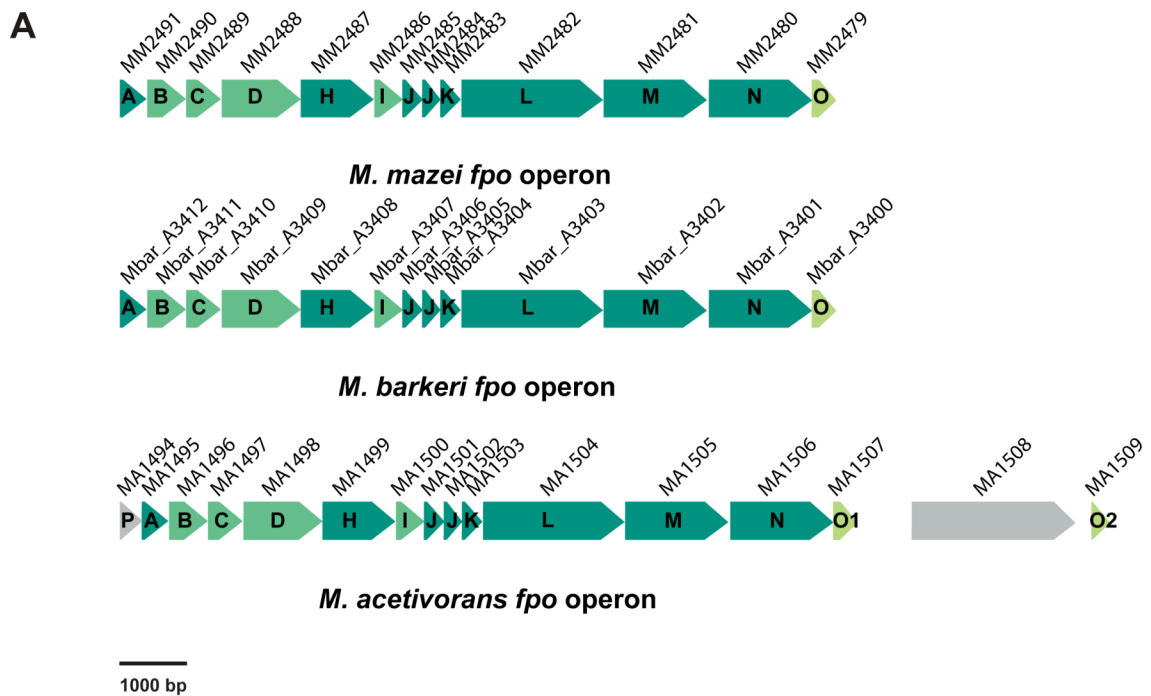 A
MM2491 MM2490 MM2489 MM2488 MM2487 MM2486 MM2485 MM2484 MM2483 MM2482 MM2481 MM2480 MM2479
A B C D H I J J K L M N O
M. mazei fpo operon
Mbar_A3412 Mbar_A3411 Mbar_A3410 Mbar_A3409 Mbar_A3408 Mbar_A3407 Mbar_A3406 Mbar_A3405 Mbar_A3404 Mbar_A3403 Mbar_A3402 Mbar_A3401 Mbar_A3400
A B C D H I J J K L M N O
M. barkeri fpo operon
MA1494 MA1495 MA1496 MA1497 MA1498 MA1499 MA1500 MA1501 MA1502 MA1503 MA1504 MA1505 MA1506 MA1507 MA1508 MA1509
P A B C D H I J J K L M N O1 O2
M. acetivorans fpo operon
1000 bp